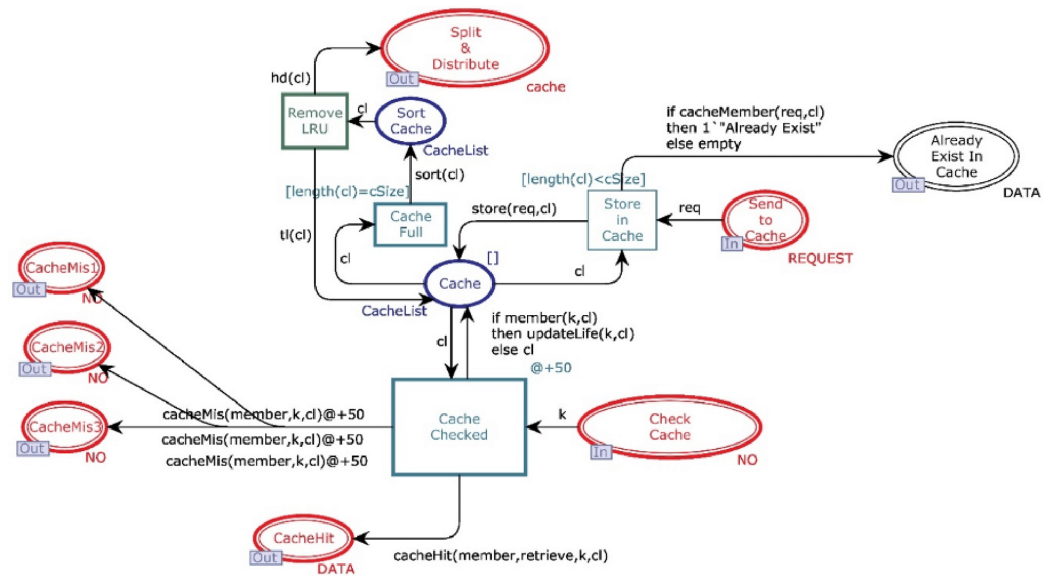 Split
&
Distribute
Out
cache
hd(cl)
Remove
LRU
cl
Sort
Cache
CacheList
sort(cl)
[length(cl)=cSize]
Cache
Full
tl(cl)
cl
if cacheMember(req,cl)
then 1`"Already Exist"
else empty
Already
Exist In
Cache
Out
DATA
[length(cl)<cSize]
Store
in
Cache
req
Send
to
Cache
In
REQUEST
store(req,cl)
[]
Cache
cl
CacheList
if member(k,cl)
then updateLife(k,cl)
else cl
cl
@+50
CacheMis1
Out
NO
CacheMis2
Out
NO
CacheMis3
Out
NO
cacheMis(member,k,cl)@+50
cacheMis(member,k,cl)@+50
cacheMis(member,k,cl)@+50
Cache
Checked
k
Check
Cache
In
NO
CacheHit
Out
DATA
cacheHit(member,retrieve,k,cl)